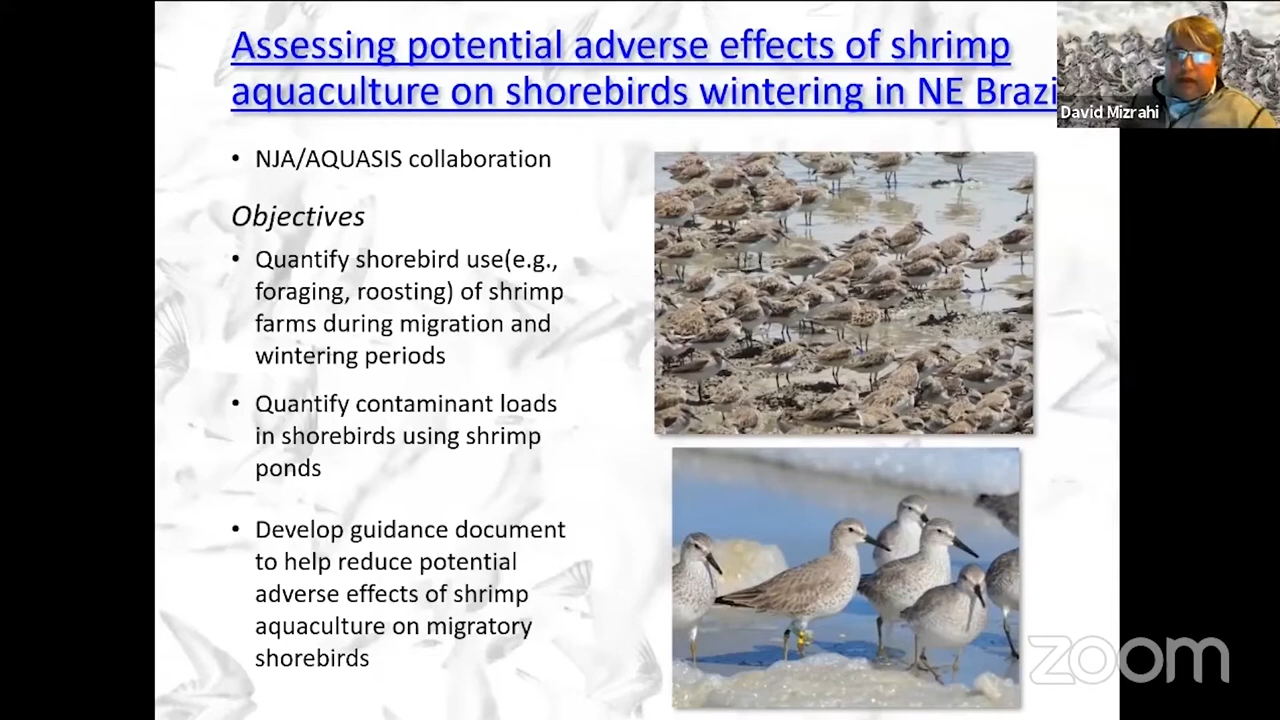 Assessing potential adverse effects of shrimp
aquaculture on shorebirds wintering in NE Brazi
David Mizrahi
• NJA/AQUASIS collaboration
Objectives
• Quantify shorebird use(e.g.,
foraging, roosting) of shrimp
farms during migration and
wintering periods
• Quantify contaminant loads
in shorebirds using shrimp
ponds
• Develop guidance document
to help reduce potential
adverse effects of shrimp
aquaculture on migratory
shorebirds
zoom